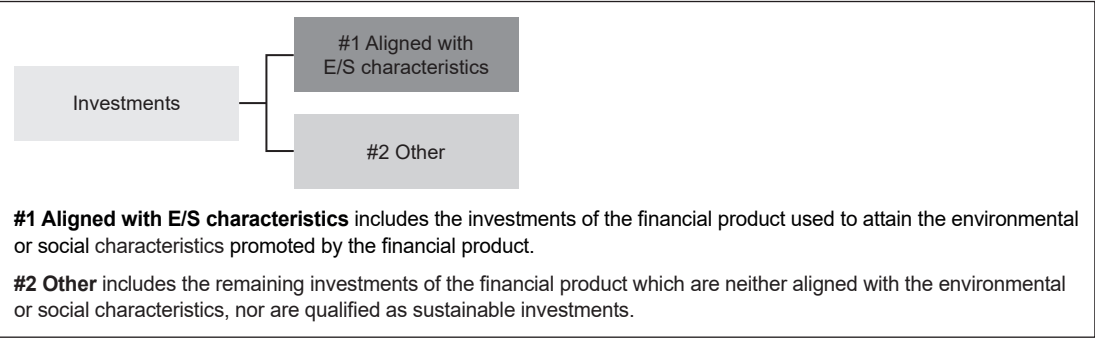 #1 Aligned with
E/S characteristics
Investments
#2 Other
#1 Aligned with E/S characteristics includes the investments of the financial product used to attain the environmental
or social characteristics promoted by the financial product.
#2 Other includes the remaining investments of the financial product which are neither aligned with the environmental
or social characteristics, nor are qualified as sustainable investments.